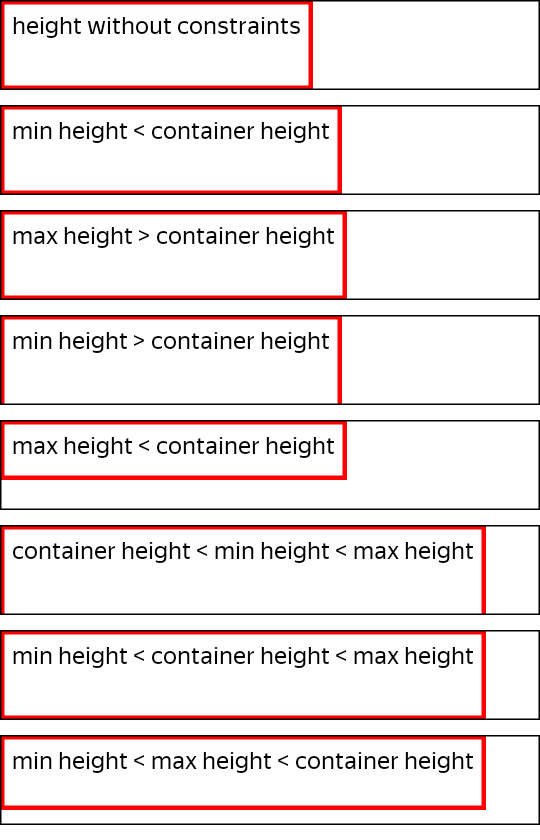 height without constraints
min height < container height
max height > container height
min height > container height
max height < container height
container height < min height < max height
min height < container height < max height
min height < max height < container height